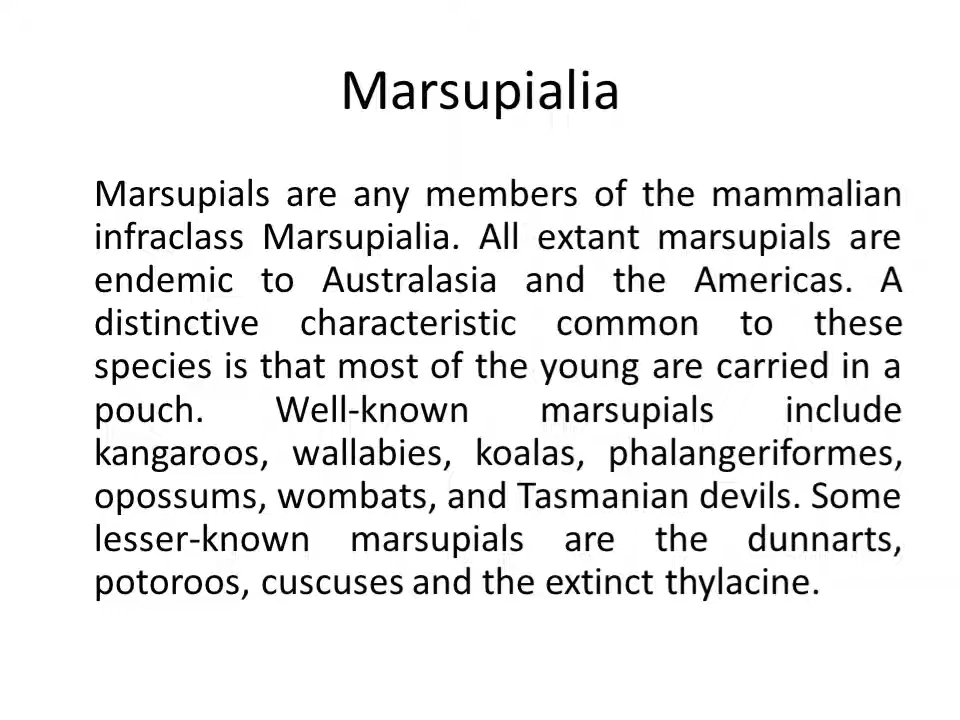 Marsupialia
Marsupials are any members of the mammalian
infraclass Marsupialia. All extant marsupials are
endemic to Australasia and the Americas. A
distinctive characteristic common to these
species is that most of the young are carried in a
pouch. Well-known marsupials include
kangaroos, wallabies, koalas, phalangeriformes,
opossums, wombats, and Tasmanian devils. Some
lesser-known marsupials are the dunnarts,
potoroos, cuscuses and the extinct thylacine.